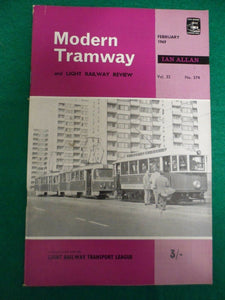 Modern
Tramway
and LIGHT RAILWAY REVIEW
FEBRUARY
1969
IAN ALLAN
Vol. 32
No. 374
LIGHT RAILWAY TRANSPORT LEAGUE
3/-